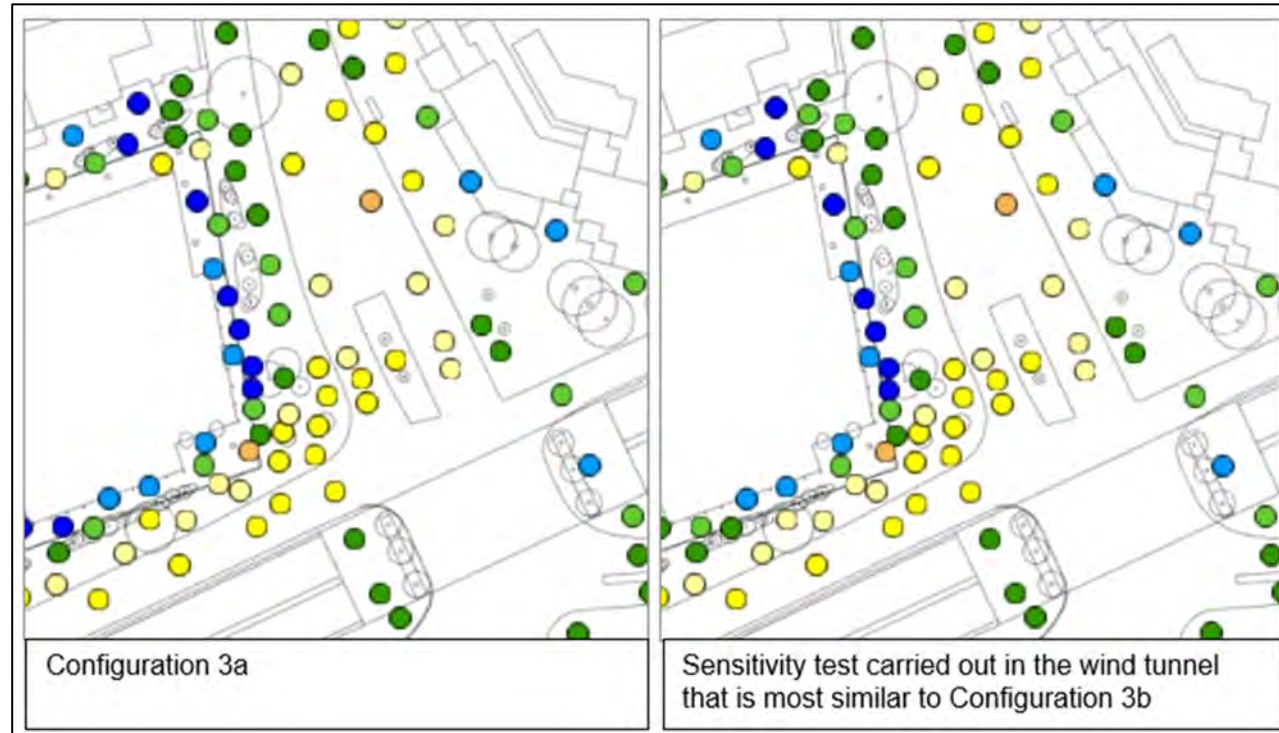 Configuration 3a
Sensitivity test carried out in the wind tunnel
that is most similar to Configuration 3b